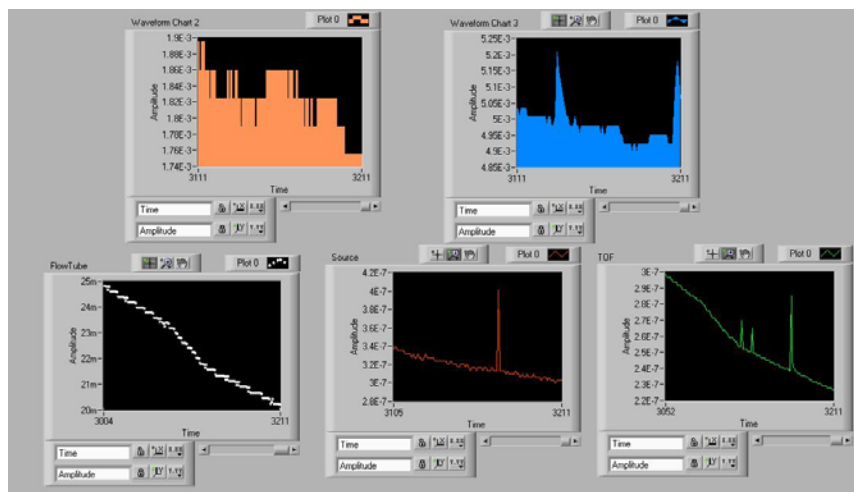 Waveform Chart 2
Plot 0
1.9E-3
1.88E-3
1.86E-3
1.84E-3
1.82E-3
1.8E-3
1.78E-3
1.76E-3
1.74E-3
Amplitude
3111
3211
Time
Time
Amplitude
Waveform Chart 3
Plot 0
5.25E-3
5.2E-3
5.15E-3
5.1E-3
5.05E-3
5E-3
4.95E-3
4.9E-3
4.85E-3
Amplitude
3111
3211
Time
Time
Amplitude
FlowTube
Plot 0
25m
24m
23m
22m
21m
20m
Amplitude
3004
3211
Time
Time
Amplitude
Source
Plot 0
4.2E-7
4E-7
3.8E-7
3.6E-7
3.4E-7
3.2E-7
3E-7
2.8E-7
Amplitude
3105
3211
Time
Time
Amplitude
TOF
Plot 0
3E-7
2.9E-7
2.8E-7
2.7E-7
2.6E-7
2.5E-7
2.4E-7
2.3E-7
2.2E-7
Amplitude
3052
3211
Time
Time
Amplitude